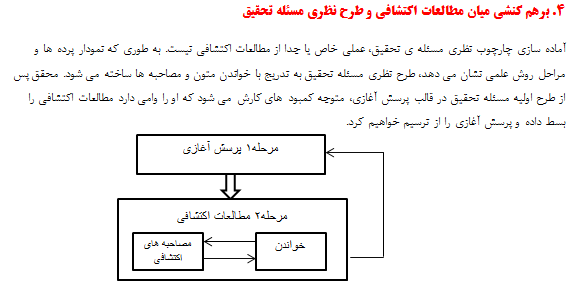 ۴. برهم کنشی میان مطالعات اکتشافی و طرح نظری مسئله تحقیق
آماده سازی چارچوب نظری مسئله ی تحقیق، عملی خاص یا جدا از مطالعات اکتشافی نیست. به طوری که تمودار پرده ها و
مراحل روش علمی نشان می دهد، طرح نظری مسئله تحقیق به تدریج با خواندن متون و مصاحبه ها ساخته می شود. محقق پس
از طرح اولیه مسئله تحقیق در قالب پرسش آغازی، متوجه کمبود های کارش می شود که او را وامی دارد مطالعات اکتشافی را
بسط داده و پرسش آغازی را از ترسیم خواهیم کرد.
مرحله۱ پرسش آغازی
مرحله۲ مطالعات اکتشافی
خواندن
مصاحبه های
اکتشافی